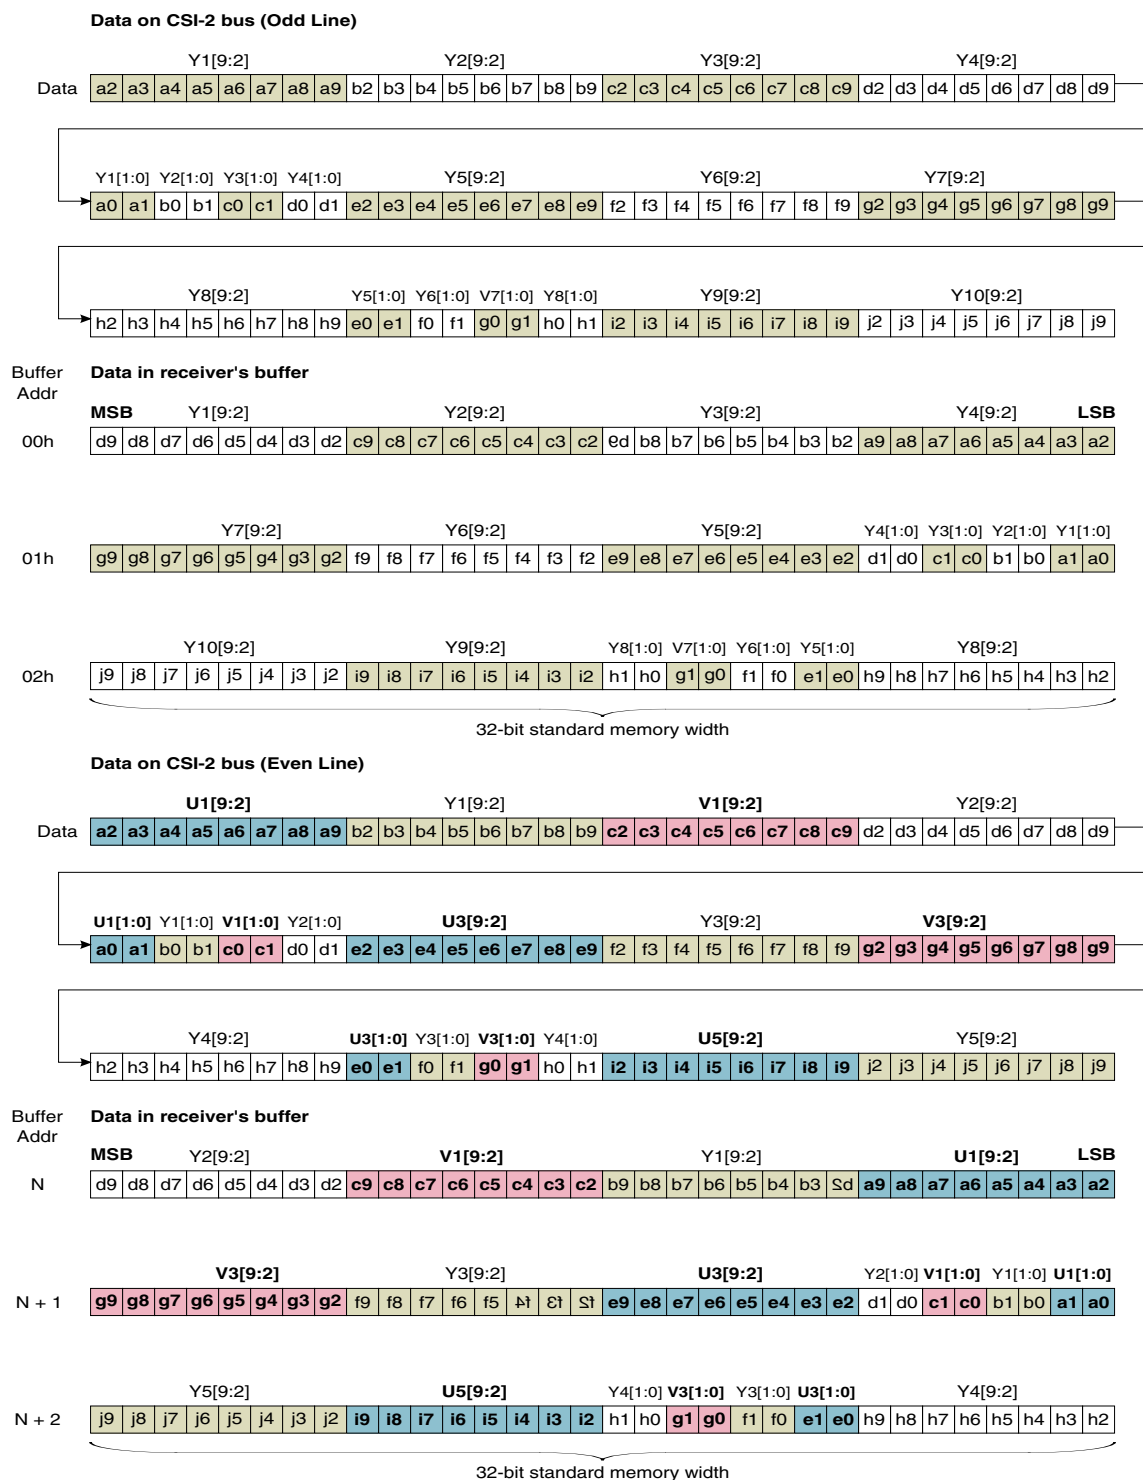 Data on CSI-2 bus (Odd Line)
Y1[9:2] Y2[9:2] Y3[9:2] Y4[9:2]
Data a2 a3 a4 a5 a6 a7 a8 a9 b2 b3 b4 b5 b6 b7 b8 b9 c2 c3 c4 c5 c6 c7 c8 c9 d2 d3 d4 d5 d6 d7 d8 d9
Y1[1:0] Y2[1:0] Y3[1:0] Y4[1:0] Y5[9:2] Y6[9:2] Y7[9:2]
a0 a1 b0 b1 c0 c1 d0 d1 e2 e3 e4 e5 e6 e7 e8 e9 f2 f3 f4 f5 f6 f7 f8 f9 g2 g3 g4 g5 g6 g7 g8 g9
Y8[9:2] Y5[1:0] Y6[1:0] V7[1:0] Y8[1:0] Y9[9:2] Y10[9:2]
h2 h3 h4 h5 h6 h7 h8 h9 e0 e1 f0 f1 g0 g1 h0 h1 i2 i3 i4 i5 i6 i7 i8 i9 j2 j3 j4 j5 j6 j7 j8 j9
Buffer Addr Data in receiver's buffer
MSB Y1[9:2] Y2[9:2] Y3[9:2] Y4[9:2] LSB
00h d9 d8 d7 d6 d5 d4 d3 d2 c9 c8 c7 c6 c5 c4 c3 c2 b9 b8 b7 b6 b5 b4 b3 b2 a9 a8 a7 a6 a5 a4 a3 a2
Y7[9:2] Y6[9:2] Y5[9:2] Y4[1:0] Y3[1:0] Y2[1:0] Y1[1:0]
01h g9 g8 g7 g6 g5 g4 g3 g2 f9 f8 f7 f6 f5 f4 f3 f2 e9 e8 e7 e6 e5 e4 e3 e2 d1 d0 c1 c0 b1 b0 a1 a0
Y10[9:2] Y9[9:2] Y8[1:0] V7[1:0] Y6[1:0] Y5[1:0] Y8[9:2]
02h j9 j8 j7 j6 j5 j4 j3 j2 i9 i8 i7 i6 i5 i4 i3 i2 h1 h0 g1 g0 f1 f0 e1 e0 h9 h8 h7 h6 h5 h4 h3 h2
32-bit standard memory width
Data on CSI-2 bus (Even Line)
U1[9:2] Y1[9:2] V1[9:2] Y2[9:2]
Data a2 a3 a4 a5 a6 a7 a8 a9 b2 b3 b4 b5 b6 b7 b8 b9 c2 c3 c4 c5 c6 c7 c8 c9 d2 d3 d4 d5 d6 d7 d8 d9
U1[1:0] Y1[1:0] V1[1:0] Y2[1:0] U3[9:2] Y3[9:2] V3[9:2]
a0 a1 b0 b1 c0 c1 d0 d1 e2 e3 e4 e5 e6 e7 e8 e9 f2 f3 f4 f5 f6 f7 f8 f9 g2 g3 g4 g5 g6 g7 g8 g9
Y4[9:2] U3[1:0] Y3[1:0] V3[1:0] Y4[1:0] U5[9:2] Y5[9:2]
h2 h3 h4 h5 h6 h7 h8 h9 e0 e1 f0 f1 g0 g1 h0 h1 i2 i3 i4 i5 i6 i7 i8 i9 j2 j3 j4 j5 j6 j7 j8 j9
Buffer Addr Data in receiver's buffer
MSB Y2[9:2] V1[9:2] Y1[9:2] U1[9:2] LSB
N d9 d8 d7 d6 d5 d4 d3 d2 c9 c8 c7 c6 c5 c4 c3 c2 b9 b8 b7 b6 b5 b4 b3 b2 a9 a8 a7 a6 a5 a4 a3 a2
V3[9:2] Y3[9:2] U3[9:2] Y2[1:0] V1[1:0] Y1[1:0] U1[1:0]
N + 1 g9 g8 g7 g6 g5 g4 g3 g2 f9 f8 f7 f6 f5 f4 f3 f2 e9 e8 e7 e6 e5 e4 e3 e2 d1 d0 c1 c0 b1 b0 a1 a0
Y5[9:2] U5[9:2] Y4[1:0] V3[1:0] Y3[1:0] U3[1:0] Y4[9:2]
N + 2 j9 j8 j7 j6 j5 j4 j3 j2 i9 i8 i7 i6 i5 i4 i3 i2 h1 h0 g1 g0 f1 f0 e1 e0 h9 h8 h7 h6 h5 h4 h3 h2
32-bit standard memory width